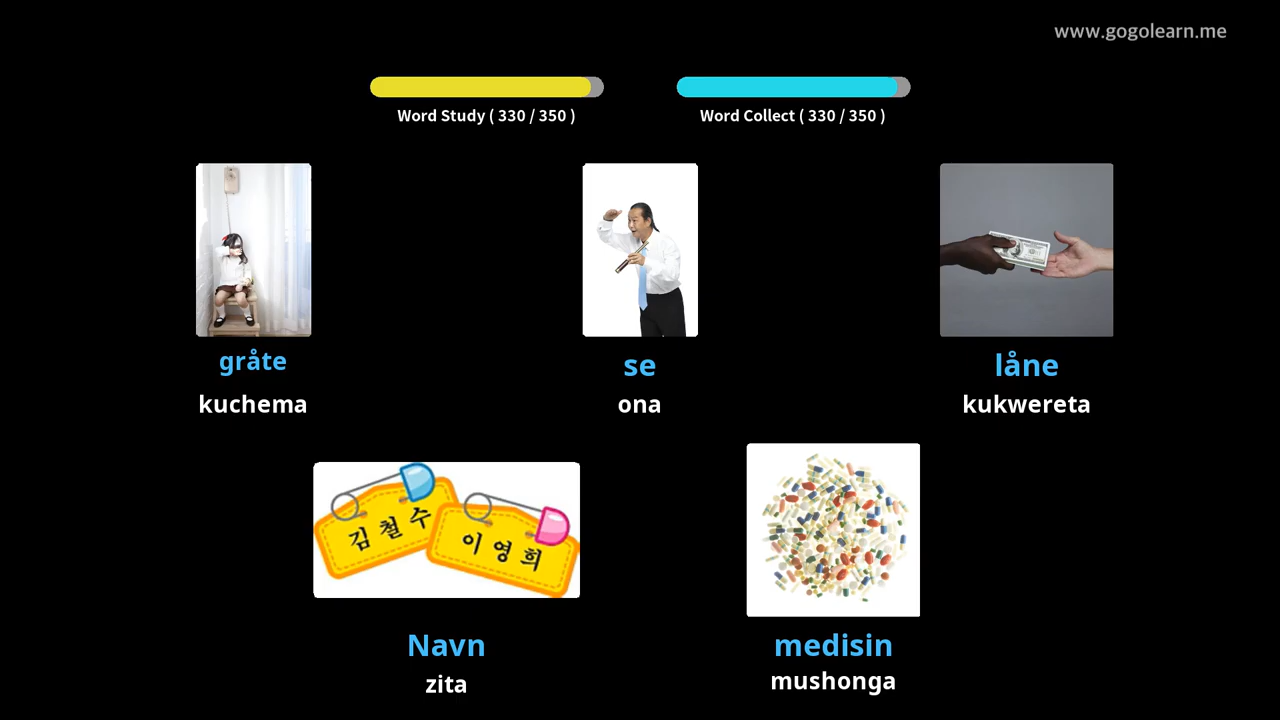 www.gogolearn.me
Word Study ( 330 / 350 )
Word Collect ( 330 / 350 )
gråte
kuchema
se
ona
låne
kukwereta
김철수
이영희
Navn
zita
medisin
mushonga